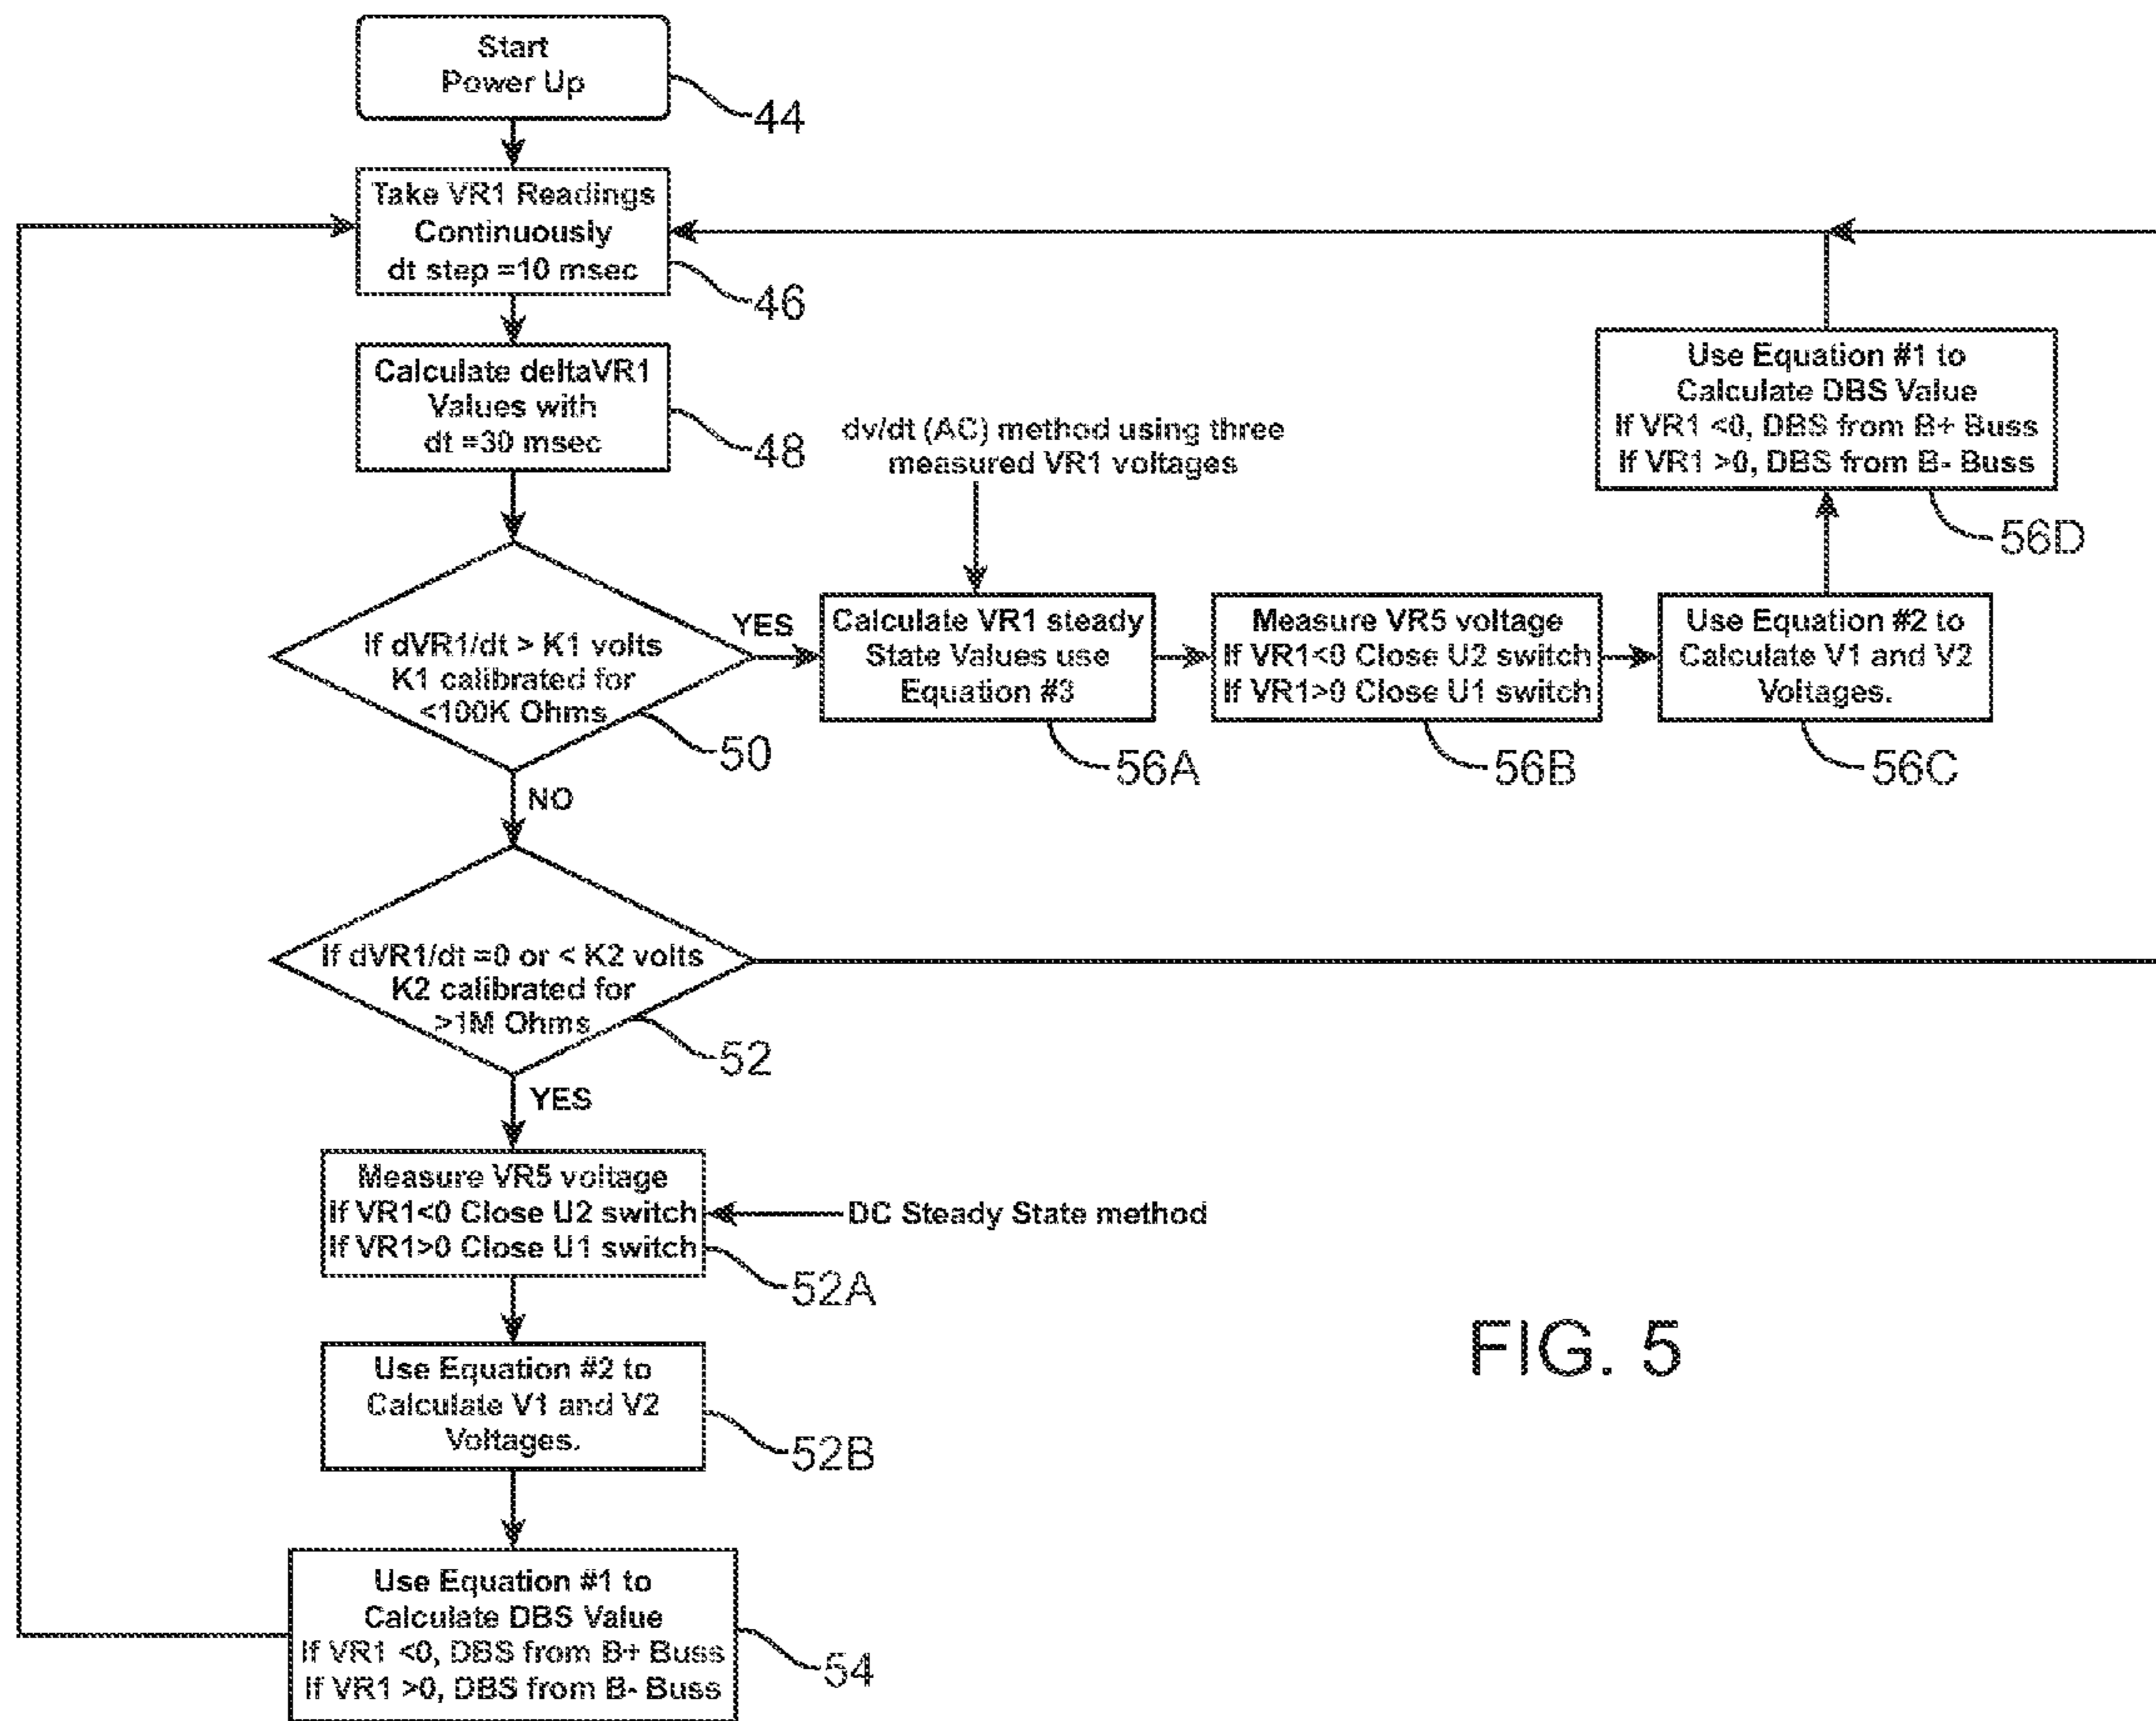 Start
Power Up
44
Take VR1 Readings
Continuously
dt step =10 msec
46
Calculate deltaVR1
Values with
dt =30 msec
48
If dVR1/dt > K1 volts
K1 calibrated for
<100K Ohms
50
YES
NO
dv/dt (AC) method using three
measured VR1 voltages
Calculate VR1 steady
State Values use
Equation #3
56A
Measure VR5 voltage
If VR1<0 Close U2 switch
If VR1>0 Close U1 switch
56B
Use Equation #2 to
Calculate V1 and V2
Voltages.
56C
Use Equation #1 to
Calculate DBS Value
If VR1 <0, DBS from B+ Buss
If VR1 >0, DBS from B- Buss
56D
If dVR1/dt =0 or < K2 volts
K2 calibrated for
>1M Ohms
52
YES
Measure VR5 voltage
If VR1<0 Close U2 switch
If VR1>0 Close U1 switch
DC Steady State method
52A
Use Equation #2 to
Calculate V1 and V2
Voltages.
52B
Use Equation #1 to
Calculate DBS Value
If VR1 <0, DBS from B+ Buss
If VR1 >0, DBS from B- Buss
54
FIG. 5